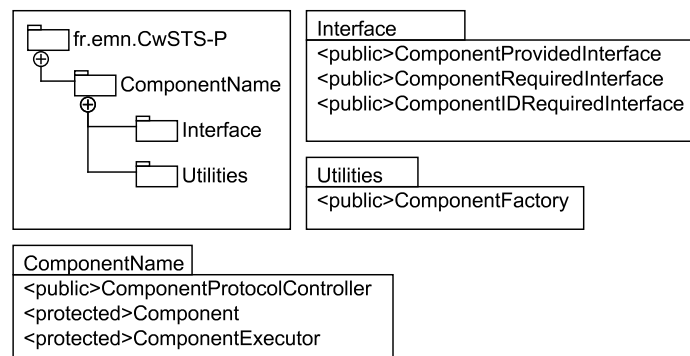 fr.emn.CwSTS-P
ComponentName
Interface
Utilities
Interface
<public>ComponentProvidedInterface
<public>ComponentRequiredInterface
<public>ComponentIDRequiredInterface
Utilities
<public>ComponentFactory
ComponentName
<public>ComponentProtocolController
<protected>Component
<protected>ComponentExecutor